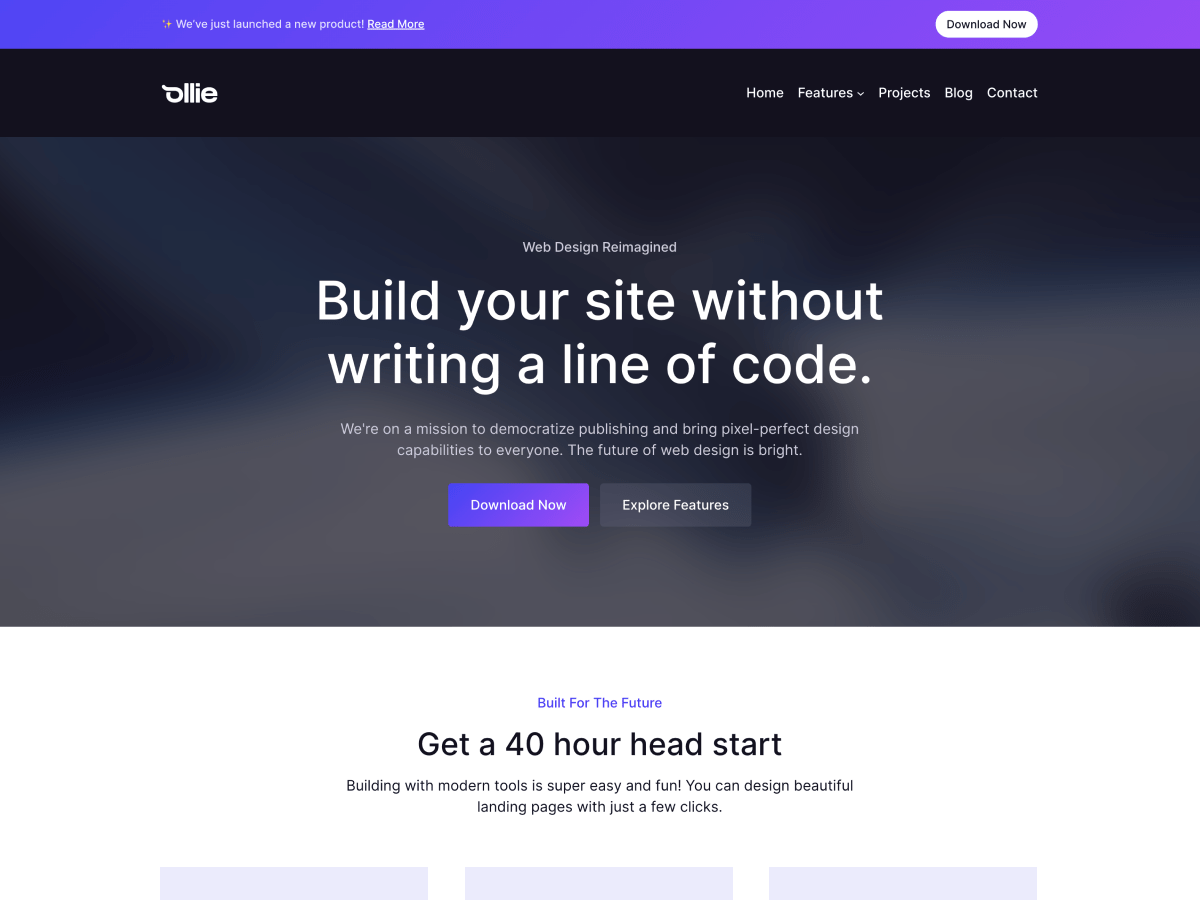 ✨ We've just launched a new product! Read More
Download Now
ollie
Home Features Projects Blog Contact
Web Design Reimagined
Build your site without
writing a line of code.
We're on a mission to democratize publishing and bring pixel-perfect design
capabilities to everyone. The future of web design is bright.
Download Now Explore Features
Built For The Future
Get a 40 hour head start
Building with modern tools is super easy and fun! You can design beautiful
landing pages with just a few clicks.